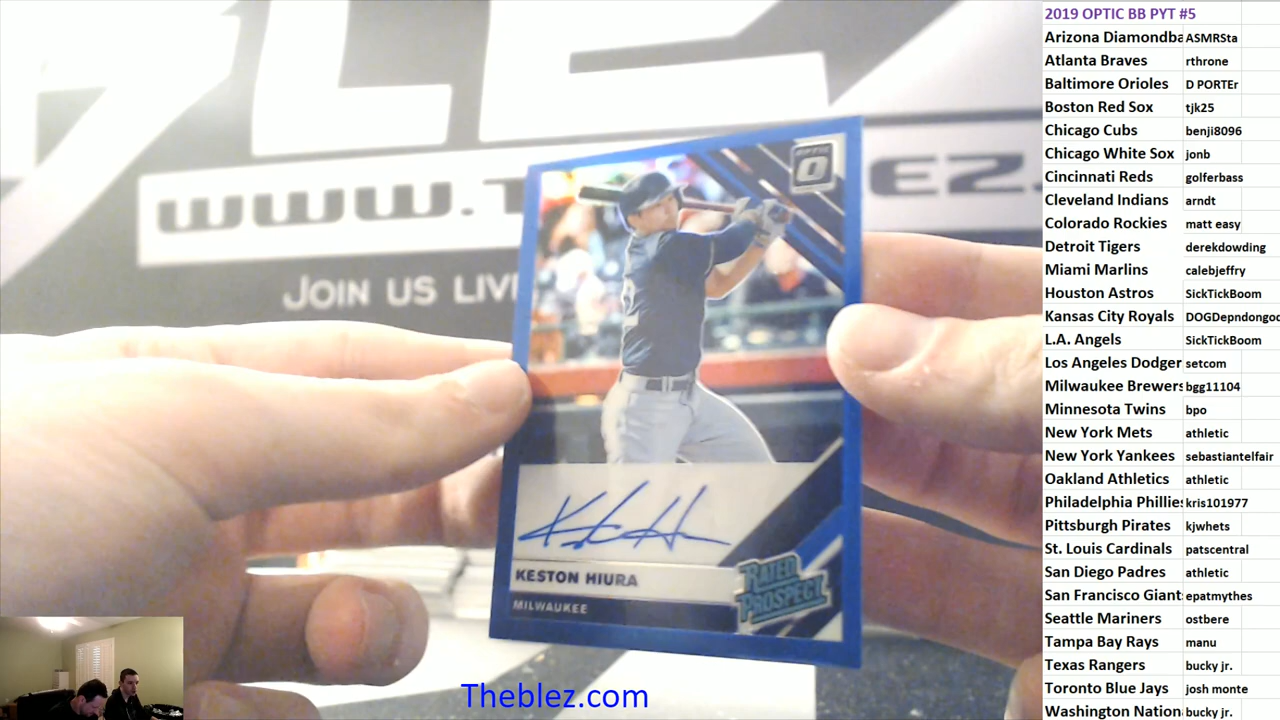 2019 OPTIC BB PYT #5
Arizona Diamondba ASMRSta
Atlanta Braves rthrone
Baltimore Orioles D PORTEr
Boston Red Sox tjk25
Chicago Cubs benji8096
Chicago White Sox jonb
Cincinnati Reds golferbass
Cleveland Indians arndt
Colorado Rockies matt easy
Detroit Tigers derekdowding
Miami Marlins calebjeffry
Houston Astros SickTickBoom
Kansas City Royals DOGDepndongod
L.A. Angels SickTickBoom
Los Angeles Dodger setcom
Milwaukee Brewers bgg11104
Minnesota Twins bpo
New York Mets athletic
New York Yankees sebastiantelfair
Oakland Athletics athletic
Philadelphia Phillies kris101977
Pittsburgh Pirates kjwhets
St. Louis Cardinals patscentral
San Diego Padres athletic
San Francisco Giant epatmythes
Seattle Mariners ostbere
Tampa Bay Rays manu
Texas Rangers bucky jr.
Toronto Blue Jays josh monte
Washington Nation bucky jr.
WWW.T EZ.
JOIN US LIV
OPTIC
KESTON HIURA
MILWAUKEE
RATED
PROSPECT
Theblez.com